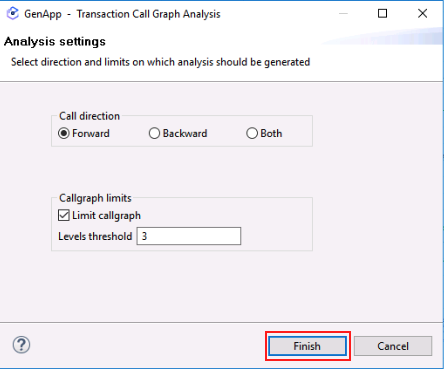 GenApp - Transaction Call Graph Analysis
Analysis settings
Select direction and limits on which analysis should be generated
Call direction
Forward Backward Both
Callgraph limits
Limit callgraph
Levels threshold 3
? Finish Cancel